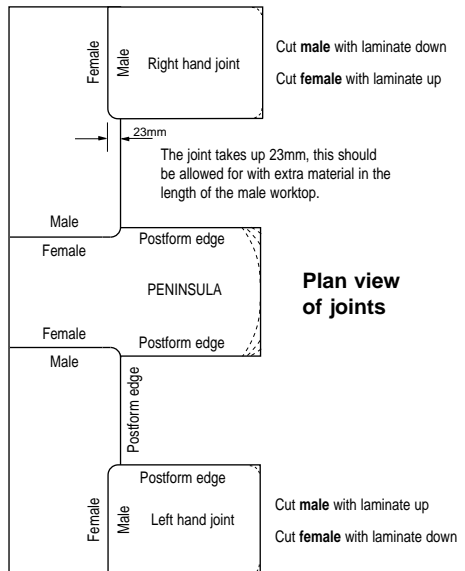 Female
Male
Right hand joint
Cut male with laminate down
Cut female with laminate up
23mm
The joint takes up 23mm, this should
be allowed for with extra material in the
length of the male worktop.
Male
Female
Postform edge
PENINSULA
Plan view
of joints
Female
Male
Postform edge
Postform edge
Postform edge
Female
Male
Left hand joint
Cut male with laminate up
Cut female with laminate down